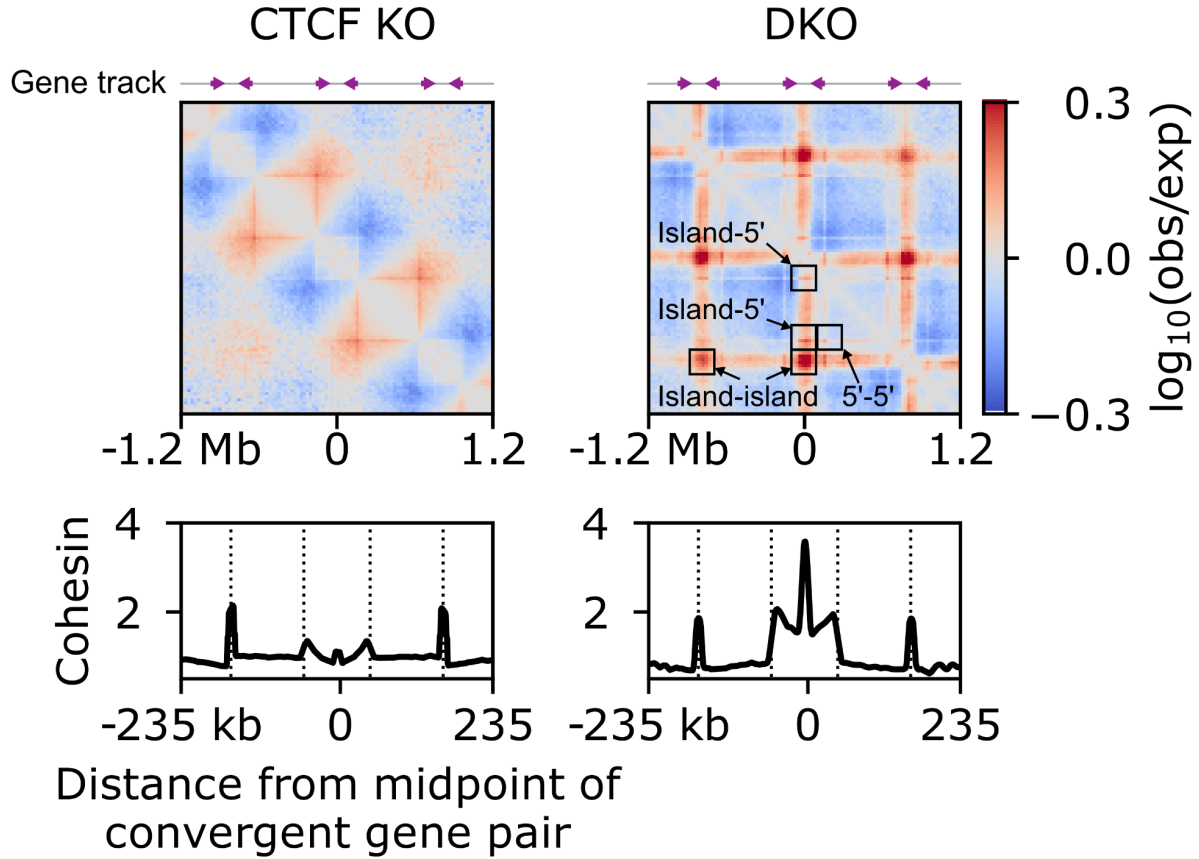 CTCF KO
DKO
Gene track
0.3
0.0
−0.3
log10(obs/exp)
Island-5'
Island-5'
Island-island
5'-5'
-1.2 Mb
0
1.2
-1.2 Mb
0
1.2
Cohesin
4
2
4
2
-235 kb
0
235
-235 kb
0
235
Distance from midpoint of
convergent gene pair